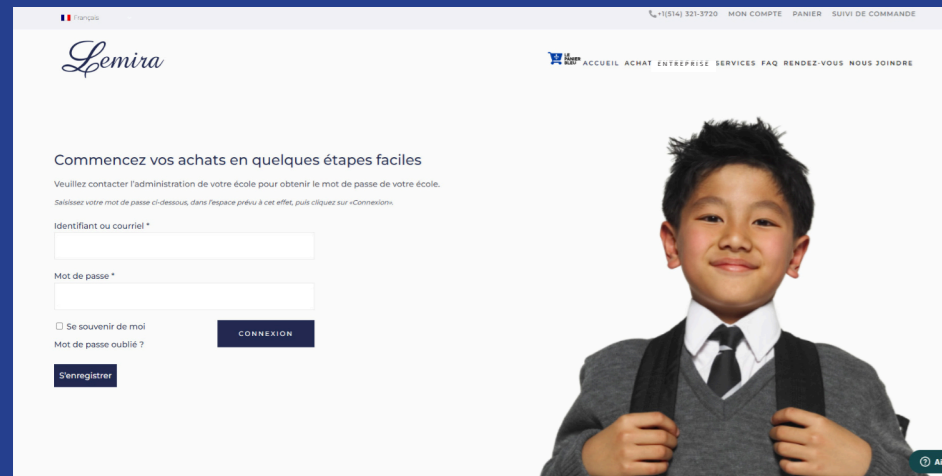 Français
+1(514) 321-3720 MON COMPTE PANIER SUIVI DE COMMANDE
Lemira
LE PANIER BLEU
ACCUEIL ACHAT ENTREPRISE SERVICES FAQ RENDEZ-VOUS NOUS JOINDRE
Commencez vos achats en quelques étapes faciles
Veuillez contacter l'administration de votre école pour obtenir le mot de passe de votre école.
Saisissez votre mot de passe ci-dessous, dans l'espace prévu à cet effet, puis cliquez sur «Connexion».
Identifiant ou courriel *
Mot de passe *
Se souvenir de moi
CONNEXION
Mot de passe oublié ?
S'enregistrer